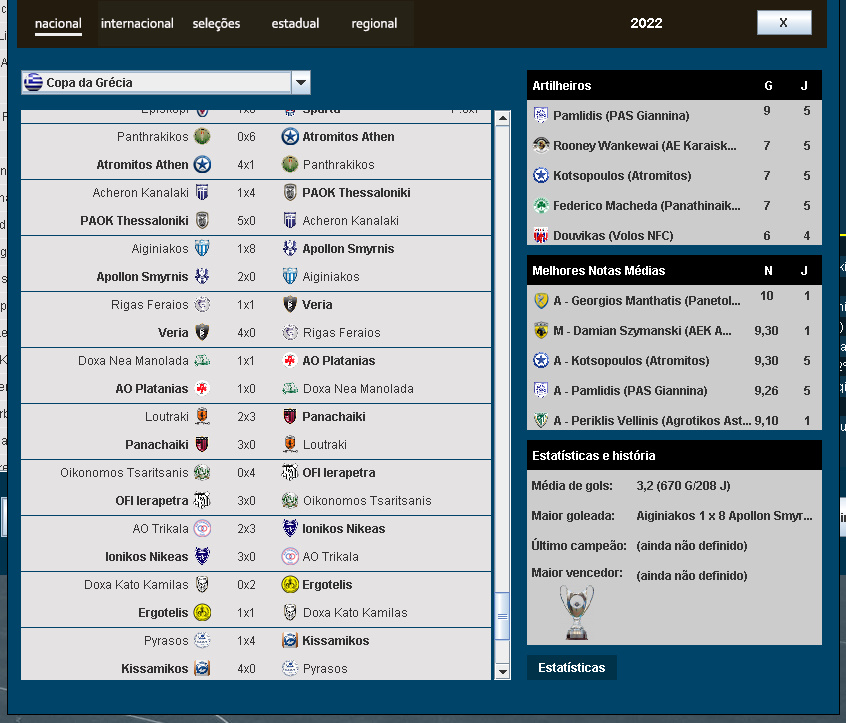 nacional internacional seleções estadual regional 2022 X
Copa da Grécia
Panthrakikos 0x6 Atromitos Athen
Atromitos Athen 4x1 Panthrakikos
Acheron Kanalaki 1x4 PAOK Thessaloniki
PAOK Thessaloniki 5x0 Acheron Kanalaki
Aiginiakos 1x8 Apollon Smyrnis
Apollon Smyrnis 2x0 Aiginiakos
Rigas Feraios 1x1 Veria
Veria 4x0 Rigas Feraios
Doxa Nea Manolada 1x1 AO Platanias
AO Platanias 1x0 Doxa Nea Manolada
Loutraki 2x3 Panachaiki
Panachaiki 3x0 Loutraki
Oikonomos Tsaritsanis 0x4 OFI Ierapetra
OFI Ierapetra 3x0 Oikonomos Tsaritsanis
AO Trikala 2x3 Ionikos Nikeas
Ionikos Nikeas 3x0 AO Trikala
Doxa Kato Kamilas 0x2 Ergotelis
Ergotelis 1x1 Doxa Kato Kamilas
Pyrasos 1x4 Kissamikos
Kissamikos 4x0 Pyrasos
Artilheiros G J
Pamlidis (PAS Giannina) 9 5
Rooney Wankewai (AE Karaisk... 7 5
Kotsopoulos (Atromitos) 7 5
Federico Macheda (Panathinaik... 7 5
Douvikas (Volos NFC) 6 4
Melhores Notas Médias N J
A - Georgios Manthatis (Panetol... 10 1
M - Damian Szymanski (AEK A... 9,30 1
A - Kotsopoulos (Atromitos) 9,30 5
A - Pamlidis (PAS Giannina) 9,26 5
A - Periklis Vellinis (Agrotikos Ast... 9,10 1
Estatísticas e história
Média de gols: 3,2 (670 G/208 J)
Maior goleada: Aiginiakos 1 x 8 Apollon Smyr...
Último campeão: (ainda não definido)
Maior vencedor: (ainda não definido)
Estatísticas